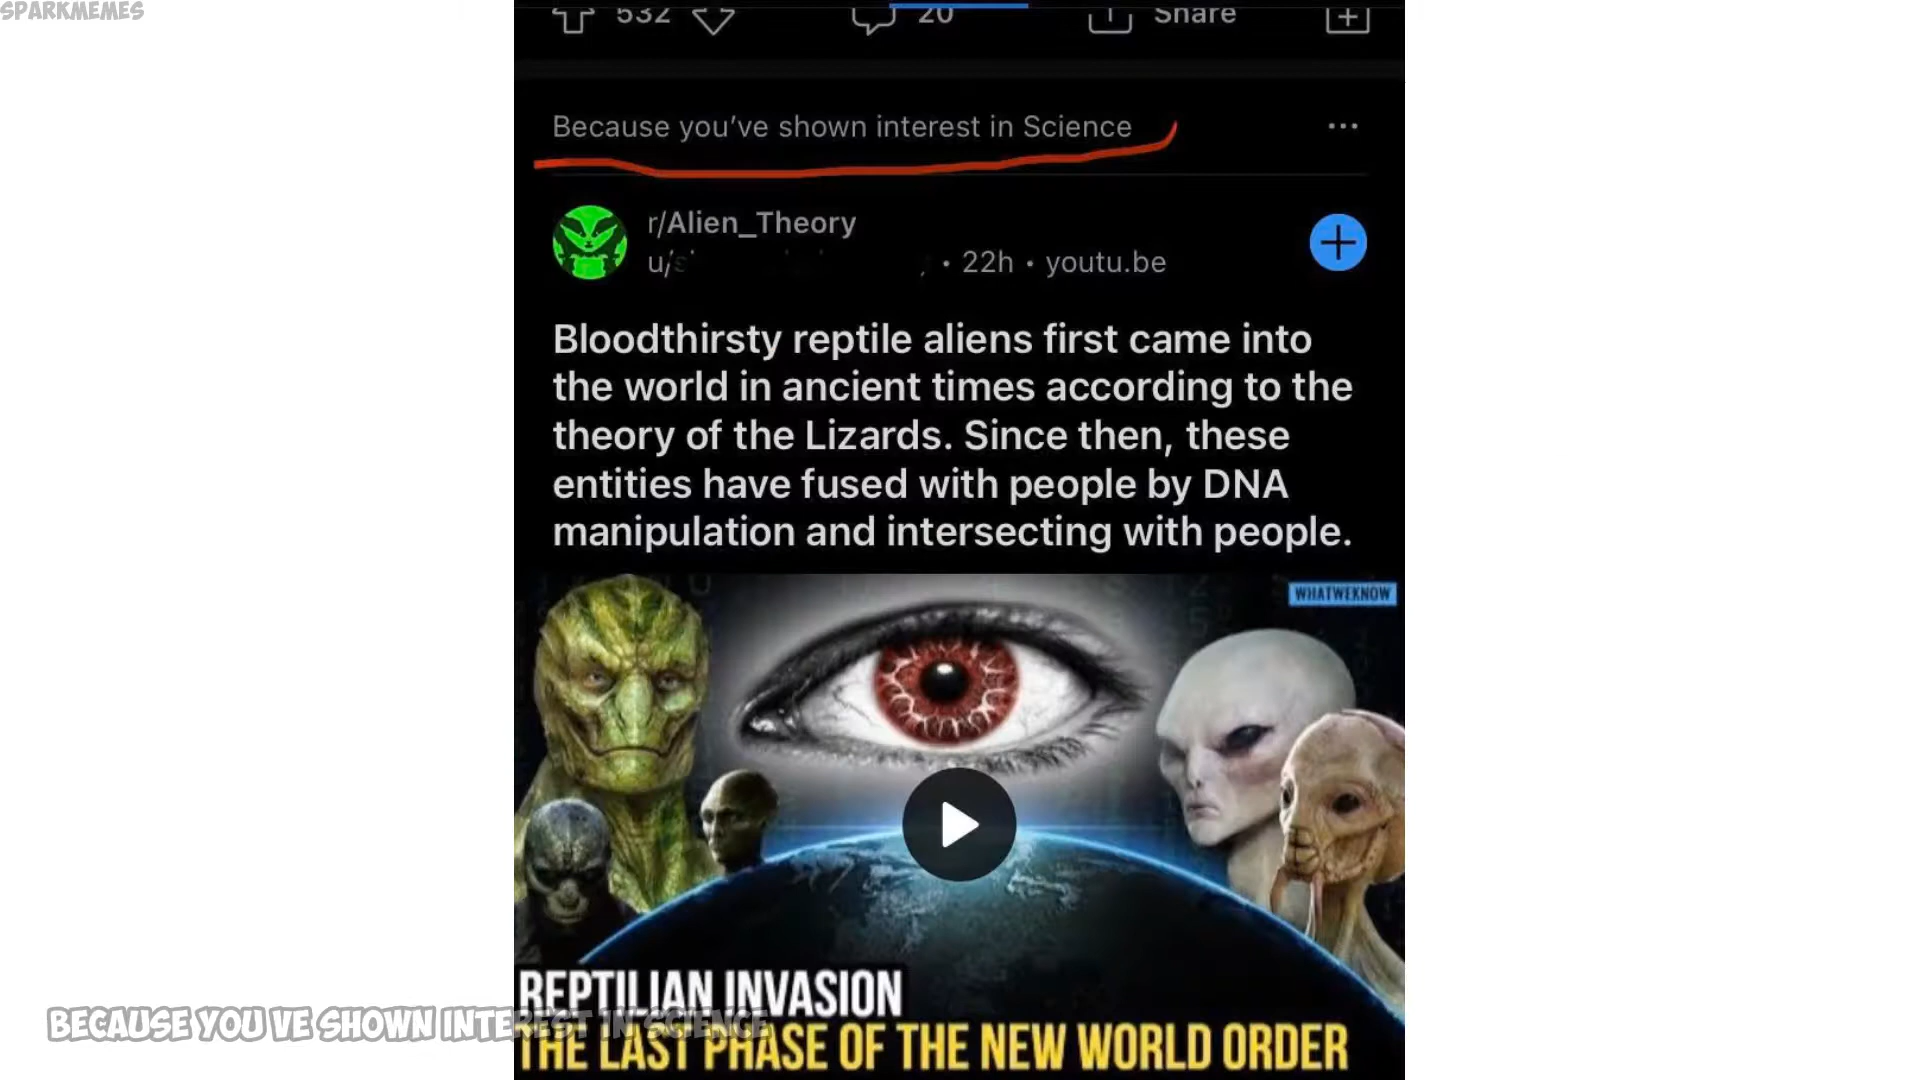 SPARKMEMES
532 20 Share
Because you've shown interest in Science
r/Alien_Theory
u/s • 22h • youtu.be
Bloodthirsty reptile aliens first came into
the world in ancient times according to the
theory of the Lizards. Since then, these
entities have fused with people by DNA
manipulation and intersecting with people.
WHATWEKNOW
REPTILIAN INVASION
BECAUSE YOU VE SHOWN INTEREST IN SCIENCE
THE LAST PHASE OF THE NEW WORLD ORDER